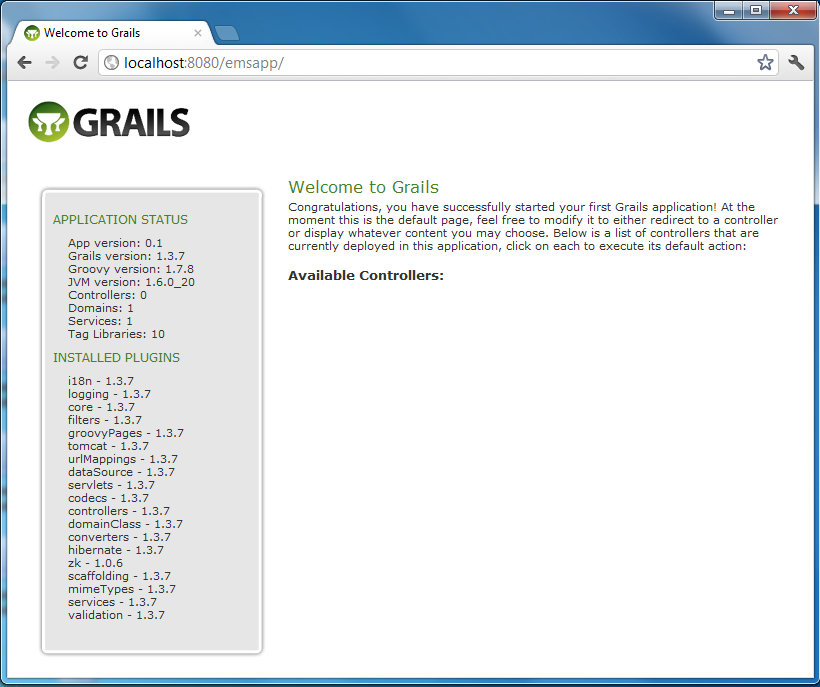 Welcome to Grails
localhost:8080/emsapp/
GRAILS
APPLICATION STATUS
App version: 0.1
Grails version: 1.3.7
Groovy version: 1.7.8
JVM version: 1.6.0_20
Controllers: 0
Domains: 1
Services: 1
Tag Libraries: 10
INSTALLED PLUGINS
i18n - 1.3.7
logging - 1.3.7
core - 1.3.7
filters - 1.3.7
groovyPages - 1.3.7
tomcat - 1.3.7
urlMappings - 1.3.7
dataSource - 1.3.7
servlets - 1.3.7
codecs - 1.3.7
controllers - 1.3.7
domainClass - 1.3.7
converters - 1.3.7
hibernate - 1.3.7
zk - 1.0.6
scaffolding - 1.3.7
mimeTypes - 1.3.7
services - 1.3.7
validation - 1.3.7
Welcome to Grails
Congratulations, you have successfully started your first Grails application! At the
moment this is the default page, feel free to modify it to either redirect to a controller
or display whatever content you may choose. Below is a list of controllers that are
currently deployed in this application, click on each to execute its default action:
Available Controllers: